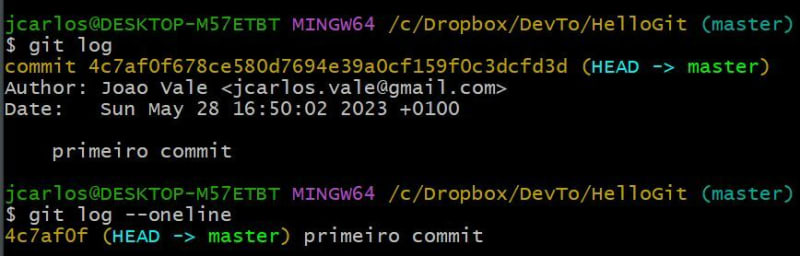 jcarlos@DESKTOP-M57ETBT MINGW64 /c/Dropbox/DevTo/HelloGit (master)
$ git log
commit 4c7af0f678ce580d7694e39a0cf159f0c3dcfd3d (HEAD -> master)
Author: Joao Vale <jcarlos.vale@gmail.com>
Date:   Sun May 28 16:50:02 2023 +0100
    primeiro commit
jcarlos@DESKTOP-M57ETBT MINGW64 /c/Dropbox/DevTo/HelloGit (master)
$ git log --oneline
4c7af0f (HEAD -> master) primeiro commit